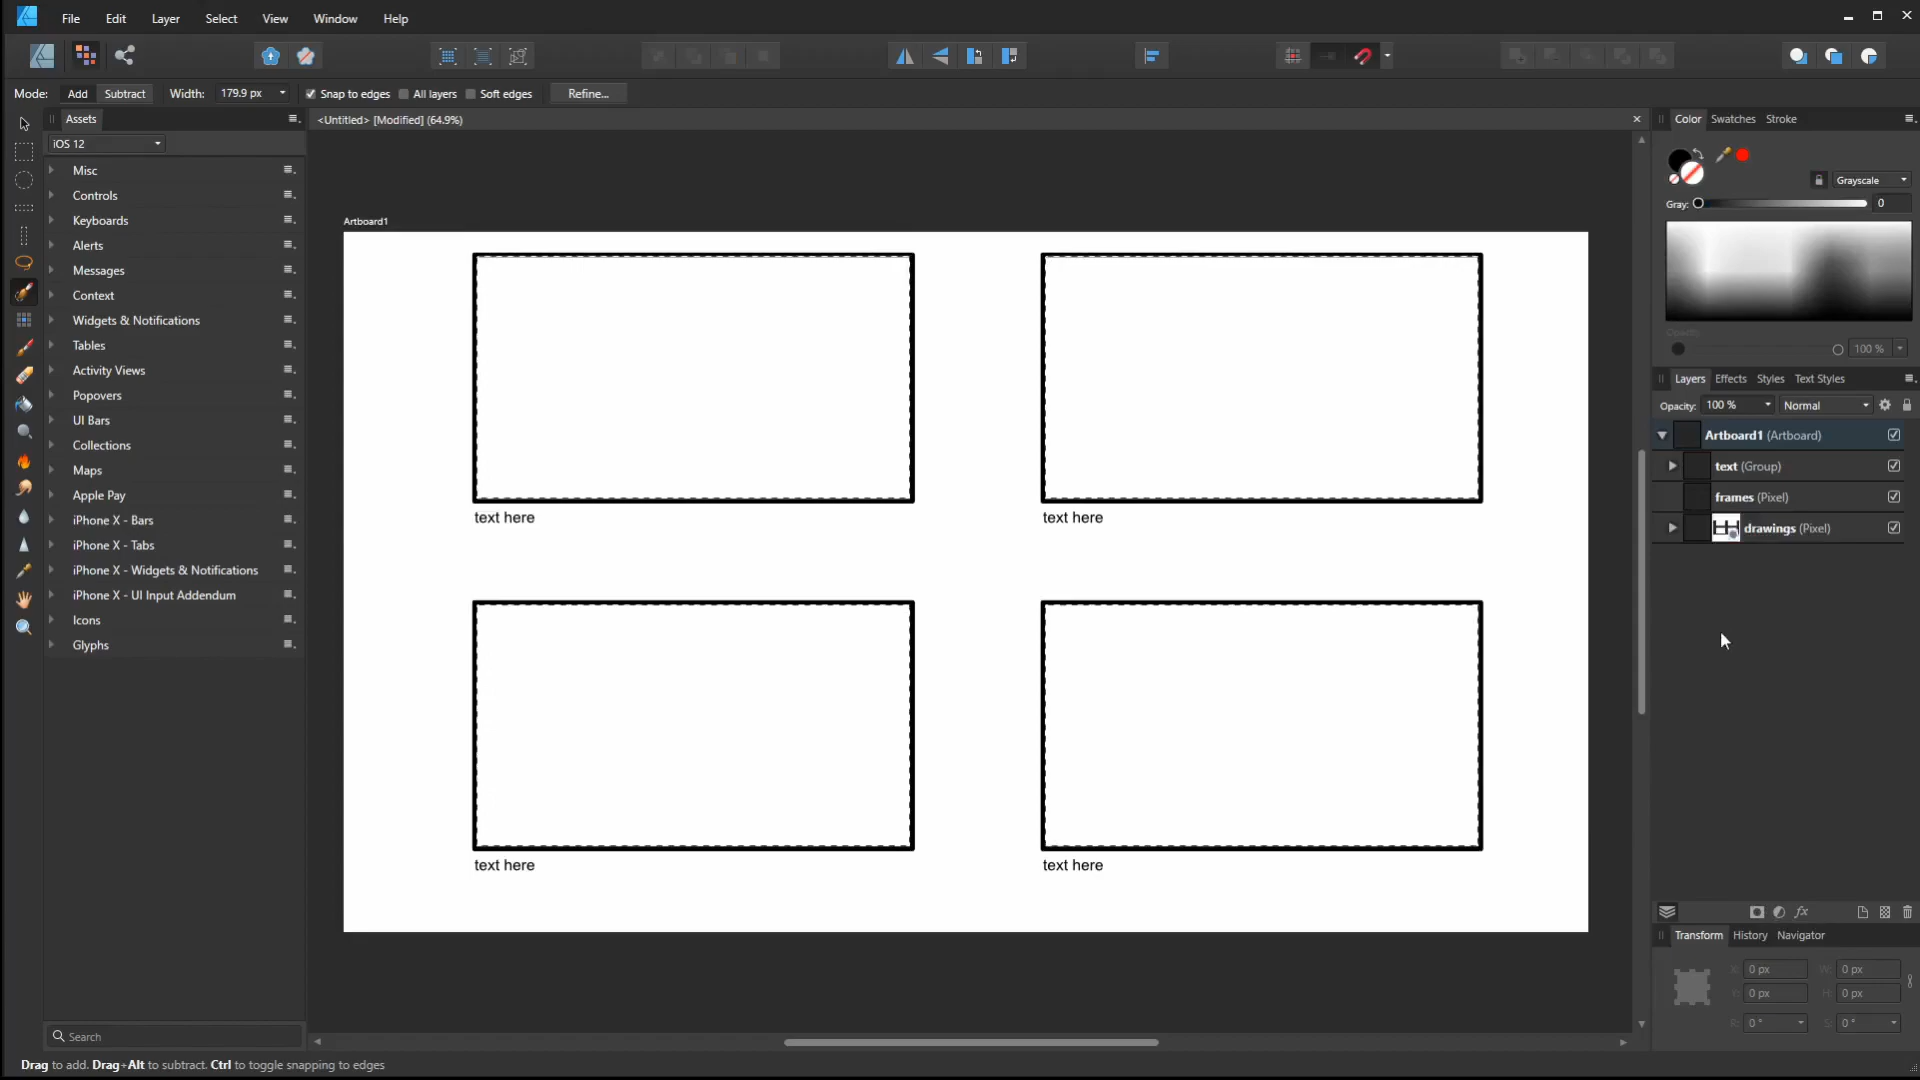 File Edit Layer Select View Window Help
Mode: Add Subtract Width: 179.9 px Snap to edges All layers Soft edges Refine...
Assets
<Untitled> [Modified] (64.9%)
iOS 12
Misc
Controls
Keyboards
Alerts
Messages
Context
Widgets & Notifications
Tables
Activity Views
Popovers
UI Bars
Collections
Maps
Apple Pay
iPhone X - Bars
iPhone X - Tabs
iPhone X - Widgets & Notifications
iPhone X - UI Input Addendum
Icons
Glyphs
Search
Artboard1
text here
text here
text here
text here
Color Swatches Stroke
Grayscale
Gray: 0
Opacity
100 %
Layers Effects Styles Text Styles
Opacity: 100 % Normal
Artboard1 (Artboard)
text (Group)
frames (Pixel)
drawings (Pixel)
fx
Transform History Navigator
X: 0 px W: 0 px
Y: 0 px H: 0 px
R: 0 ° S: 0 °
Drag to add. Drag+Alt to subtract. Ctrl to toggle snapping to edges